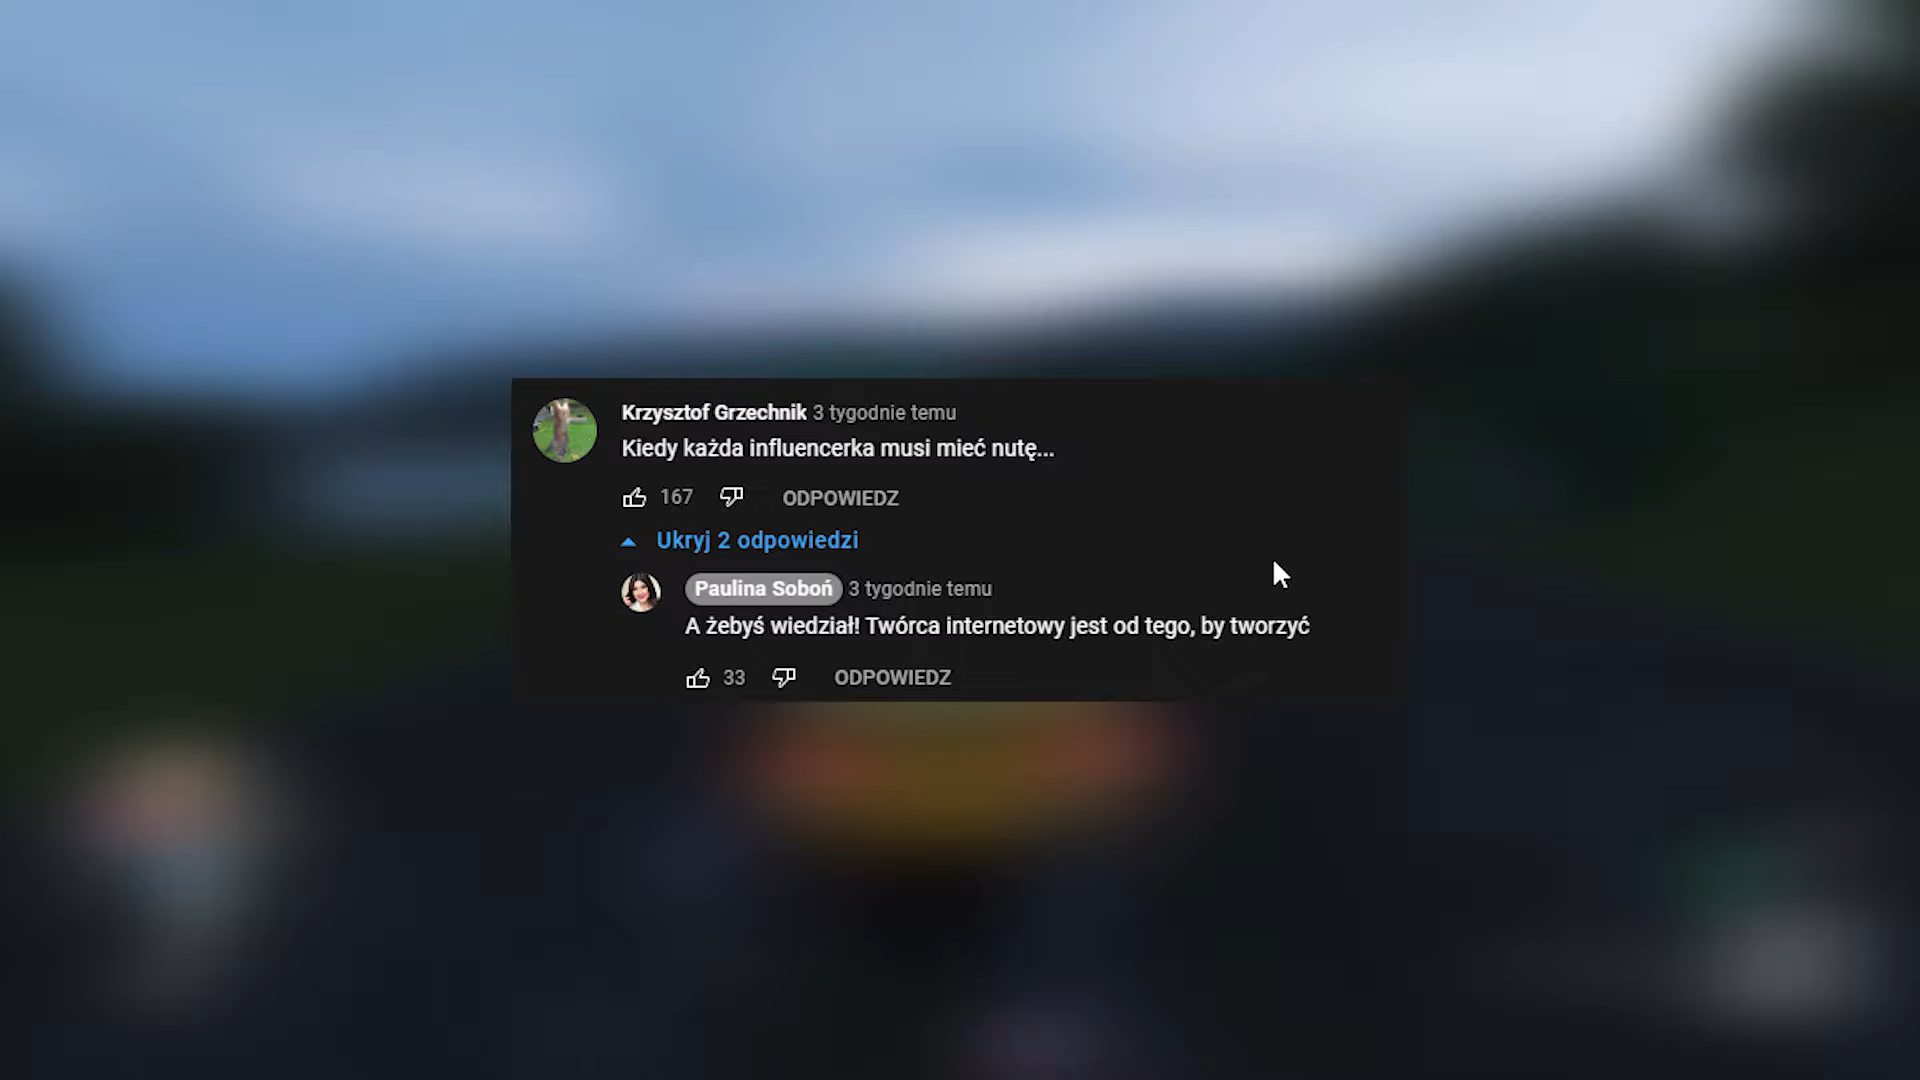 Krzysztof Grzechnik 3 tygodnie temu
Kiedy każda influencerka musi mieć nutę...
167 ODPOWIEDZ
Ukryj 2 odpowiedzi
Paulina Soboń 3 tygodnie temu
A żebyś wiedział! Twórca internetowy jest od tego, by tworzyć
33 ODPOWIEDZ